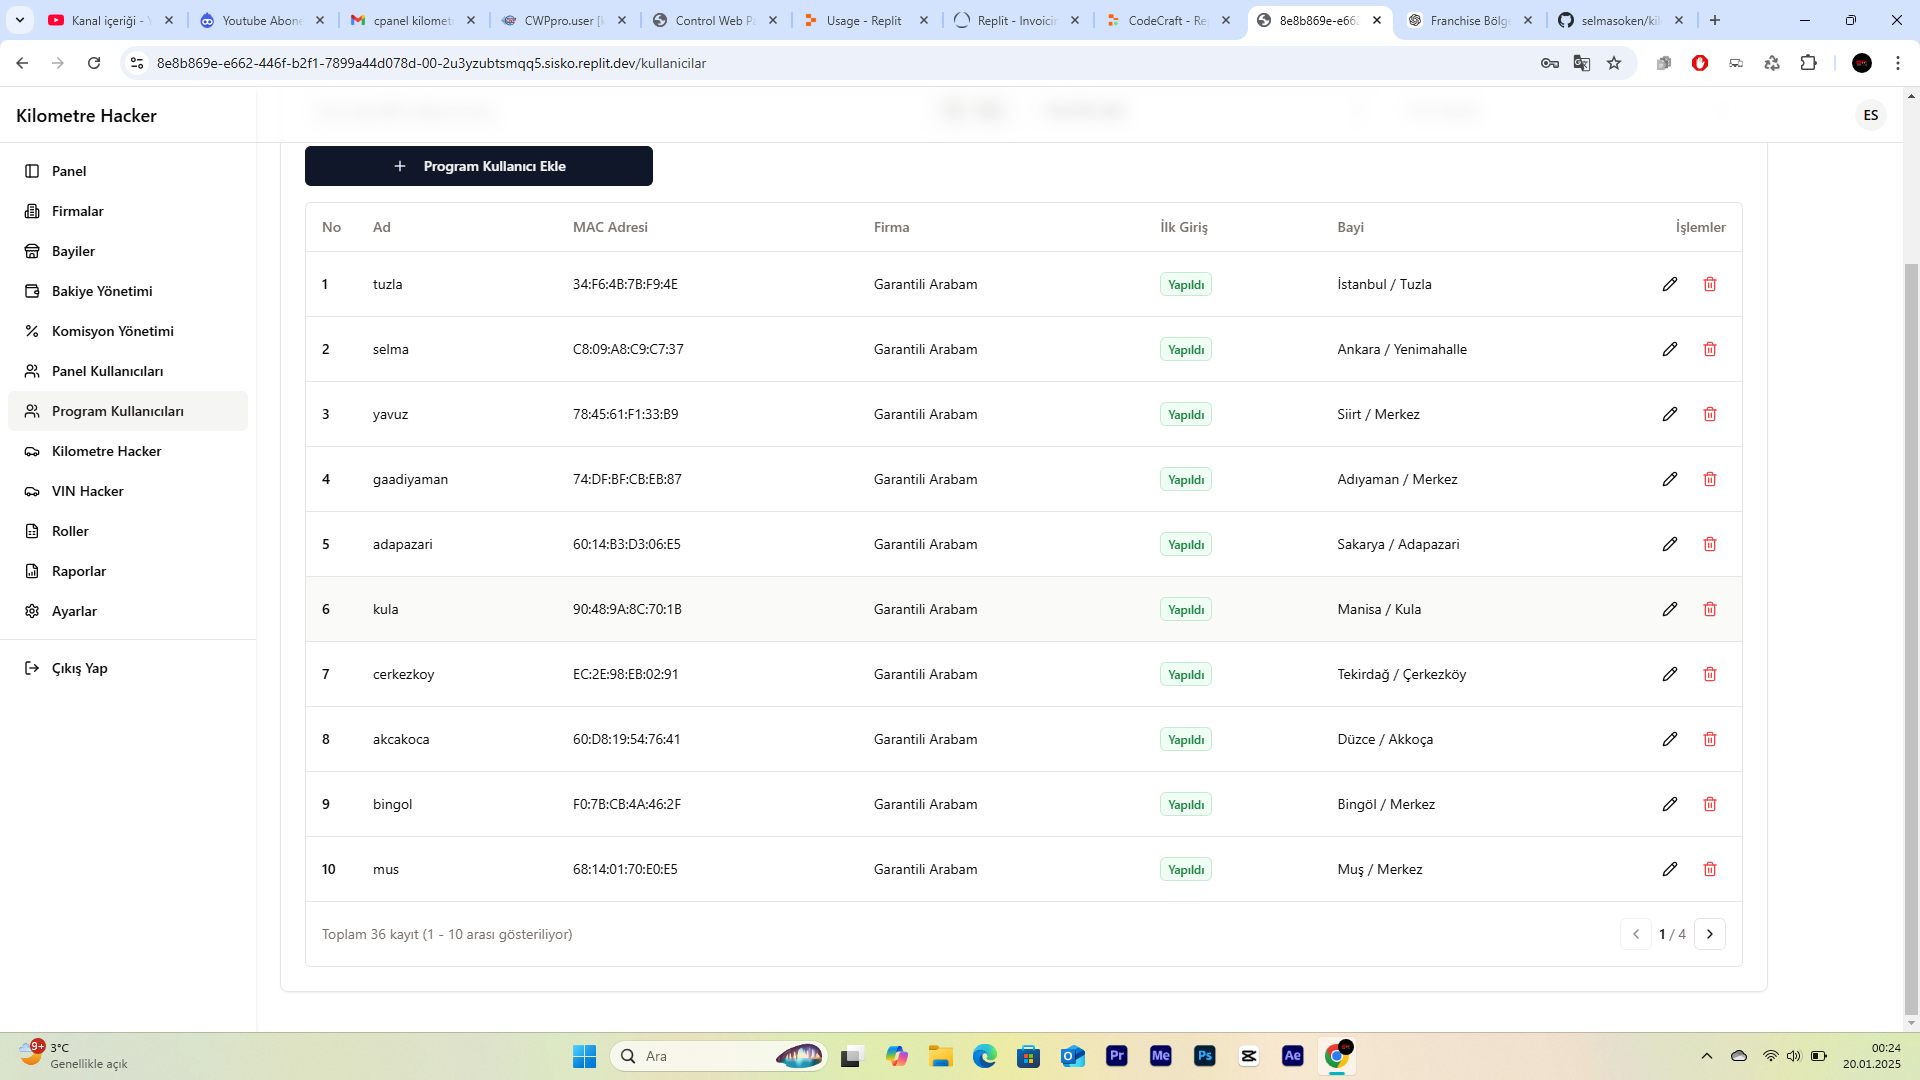 Kanal içeriği - Y
Youtube Abone
cpanel kilomet
CWPpro.user [k
Control Web Pa
Usage - Replit
Replit - Invoicin
CodeCraft - Rep
8e8b869e-e662
Franchise Bölge
selmasoken/kil
8e8b869e-e662-446f-b2f1-7899a44d078d-00-2u3yzubtsmqq5.sisko.replit.dev/kullanicilar
Kilometre Hacker
ES
Panel
Firmalar
Bayiler
Bakiye Yönetimi
Komisyon Yönetimi
Panel Kullanıcıları
Program Kullanıcıları
Kilometre Hacker
VIN Hacker
Roller
Raporlar
Ayarlar
Çıkış Yap
+ Program Kullanıcı Ekle
No Ad MAC Adresi Firma İlk Giriş Bayi İşlemler
1 tuzla 34:F6:4B:7B:F9:4E Garantili Arabam Yapıldı İstanbul / Tuzla
2 selma C8:09:A8:C9:C7:37 Garantili Arabam Yapıldı Ankara / Yenimahalle
3 yavuz 78:45:61:F1:33:B9 Garantili Arabam Yapıldı Siirt / Merkez
4 gaadiyaman 74:DF:BF:CB:EB:87 Garantili Arabam Yapıldı Adıyaman / Merkez
5 adapazari 60:14:B3:D3:06:E5 Garantili Arabam Yapıldı Sakarya / Adapazari
6 kula 90:48:9A:8C:70:1B Garantili Arabam Yapıldı Manisa / Kula
7 cerkezkoy EC:2E:98:EB:02:91 Garantili Arabam Yapıldı Tekirdağ / Çerkezköy
8 akcakoca 60:D8:19:54:76:41 Garantili Arabam Yapıldı Düzce / Akkoça
9 bingol F0:7B:CB:4A:46:2F Garantili Arabam Yapıldı Bingöl / Merkez
10 mus 68:14:01:70:E0:E5 Garantili Arabam Yapıldı Muş / Merkez
Toplam 36 kayıt (1 - 10 arası gösteriliyor)
1 / 4
9+
3°C
Genellikle açık
Ara
Pr
Me
Ps
Ae
00:24
20.01.2025